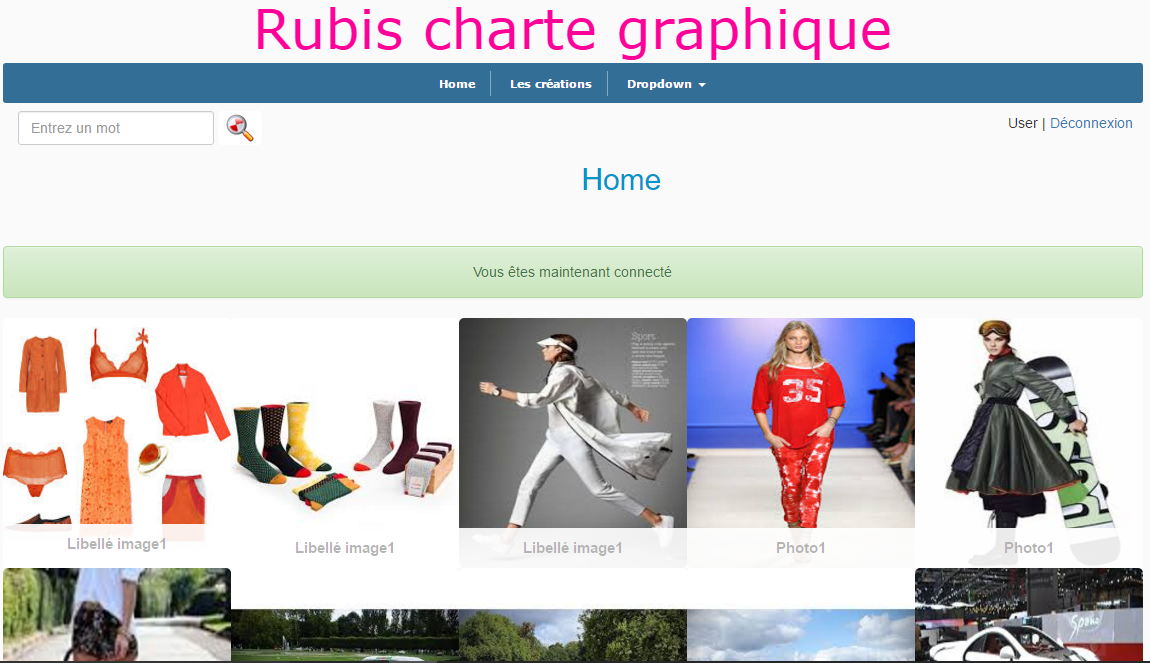 Rubis charte graphique
Home Les créations Dropdown
Entrez un mot
User | Déconnexion
Home
Vous êtes maintenant connecté
Sport
35
Libellé image1
Libellé image1
Libellé image1
Photo1
Photo1